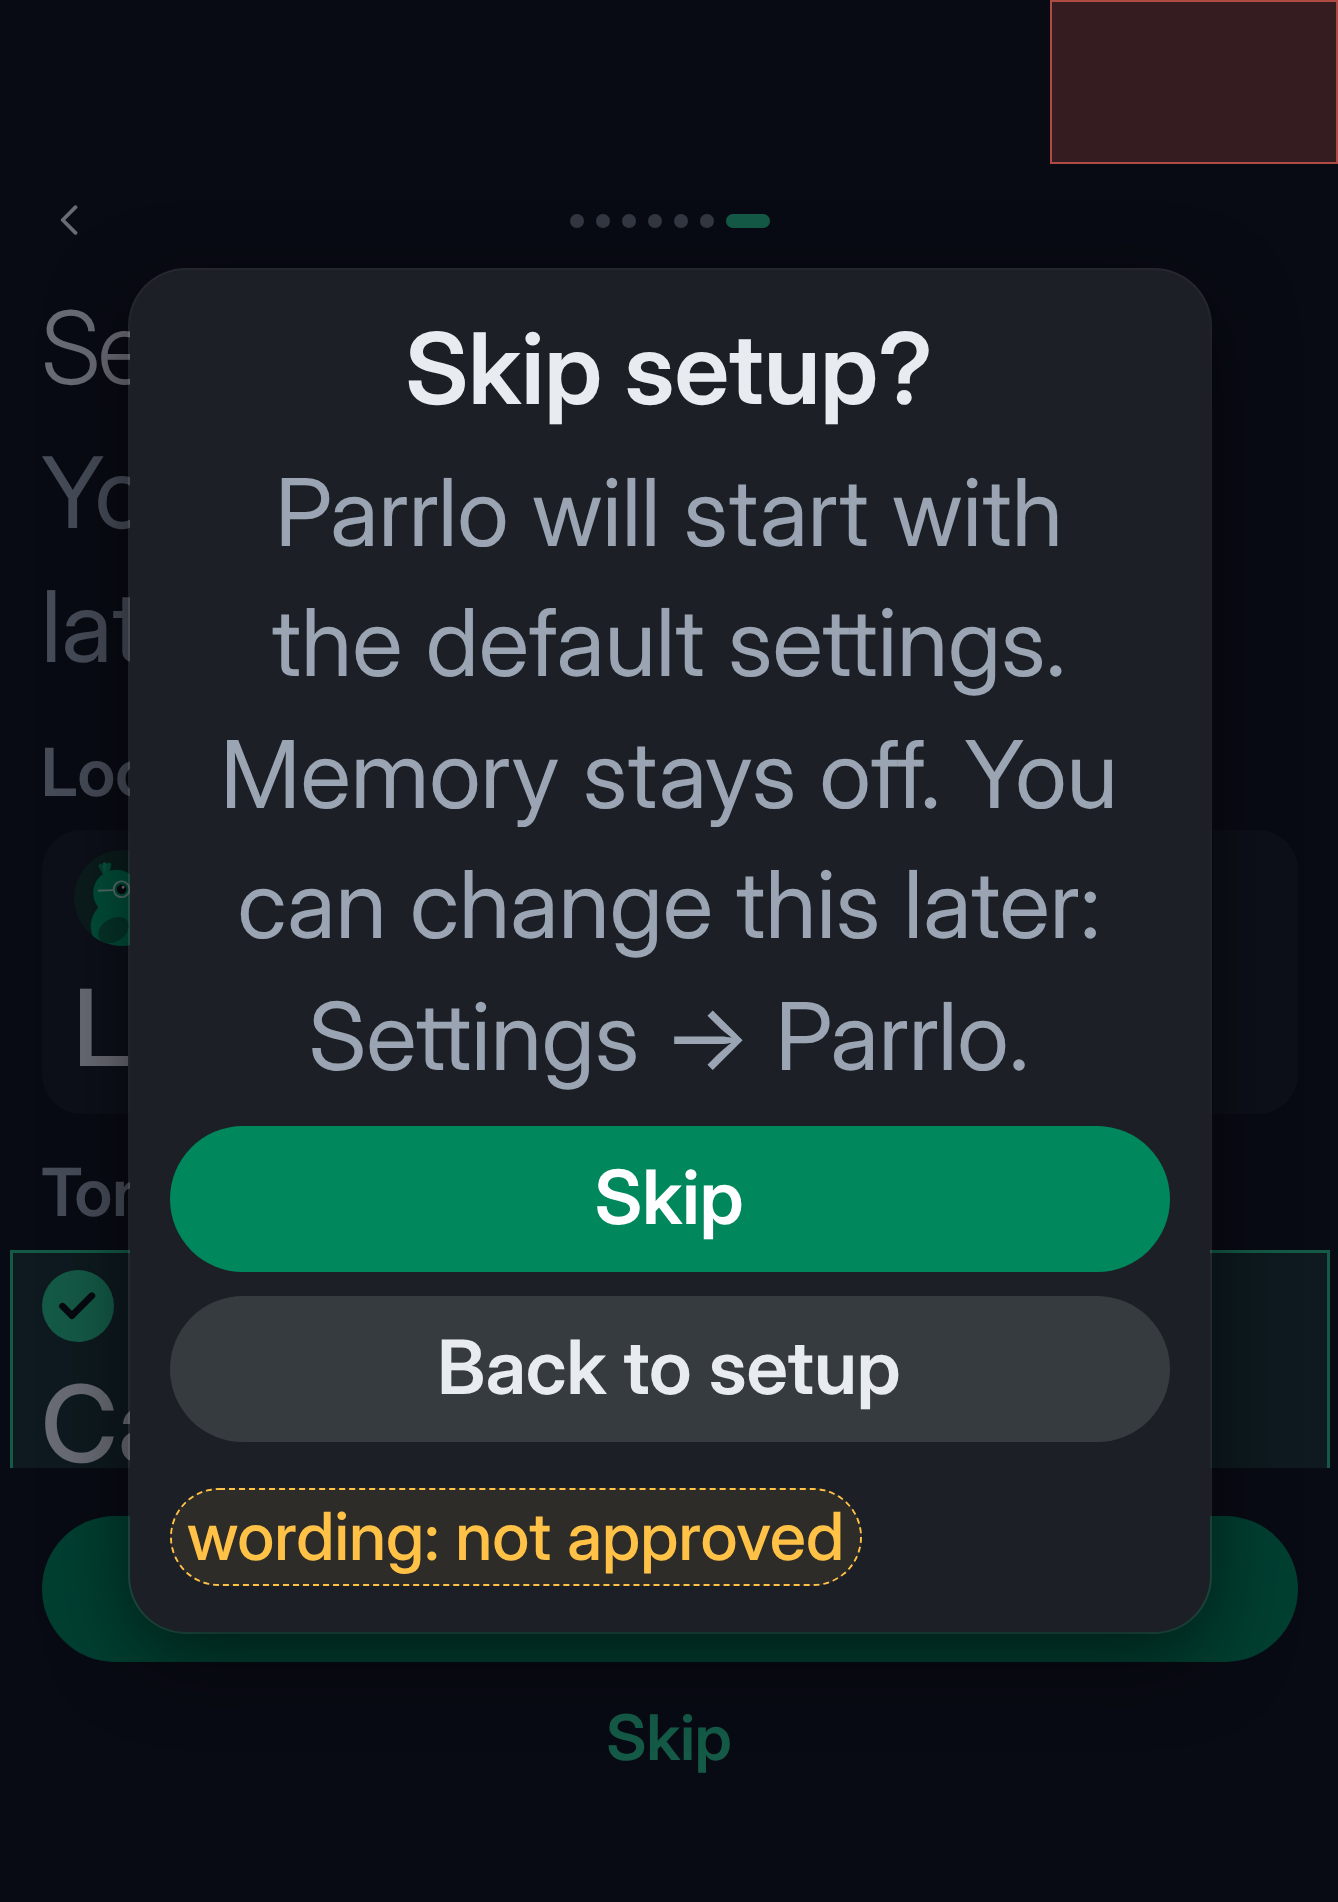 Skip setup?
Parrlo will start with
the default settings.
Memory stays off. You
can change this later:
Settings → Parrlo.
Skip
Back to setup
wording: not approved
Skip